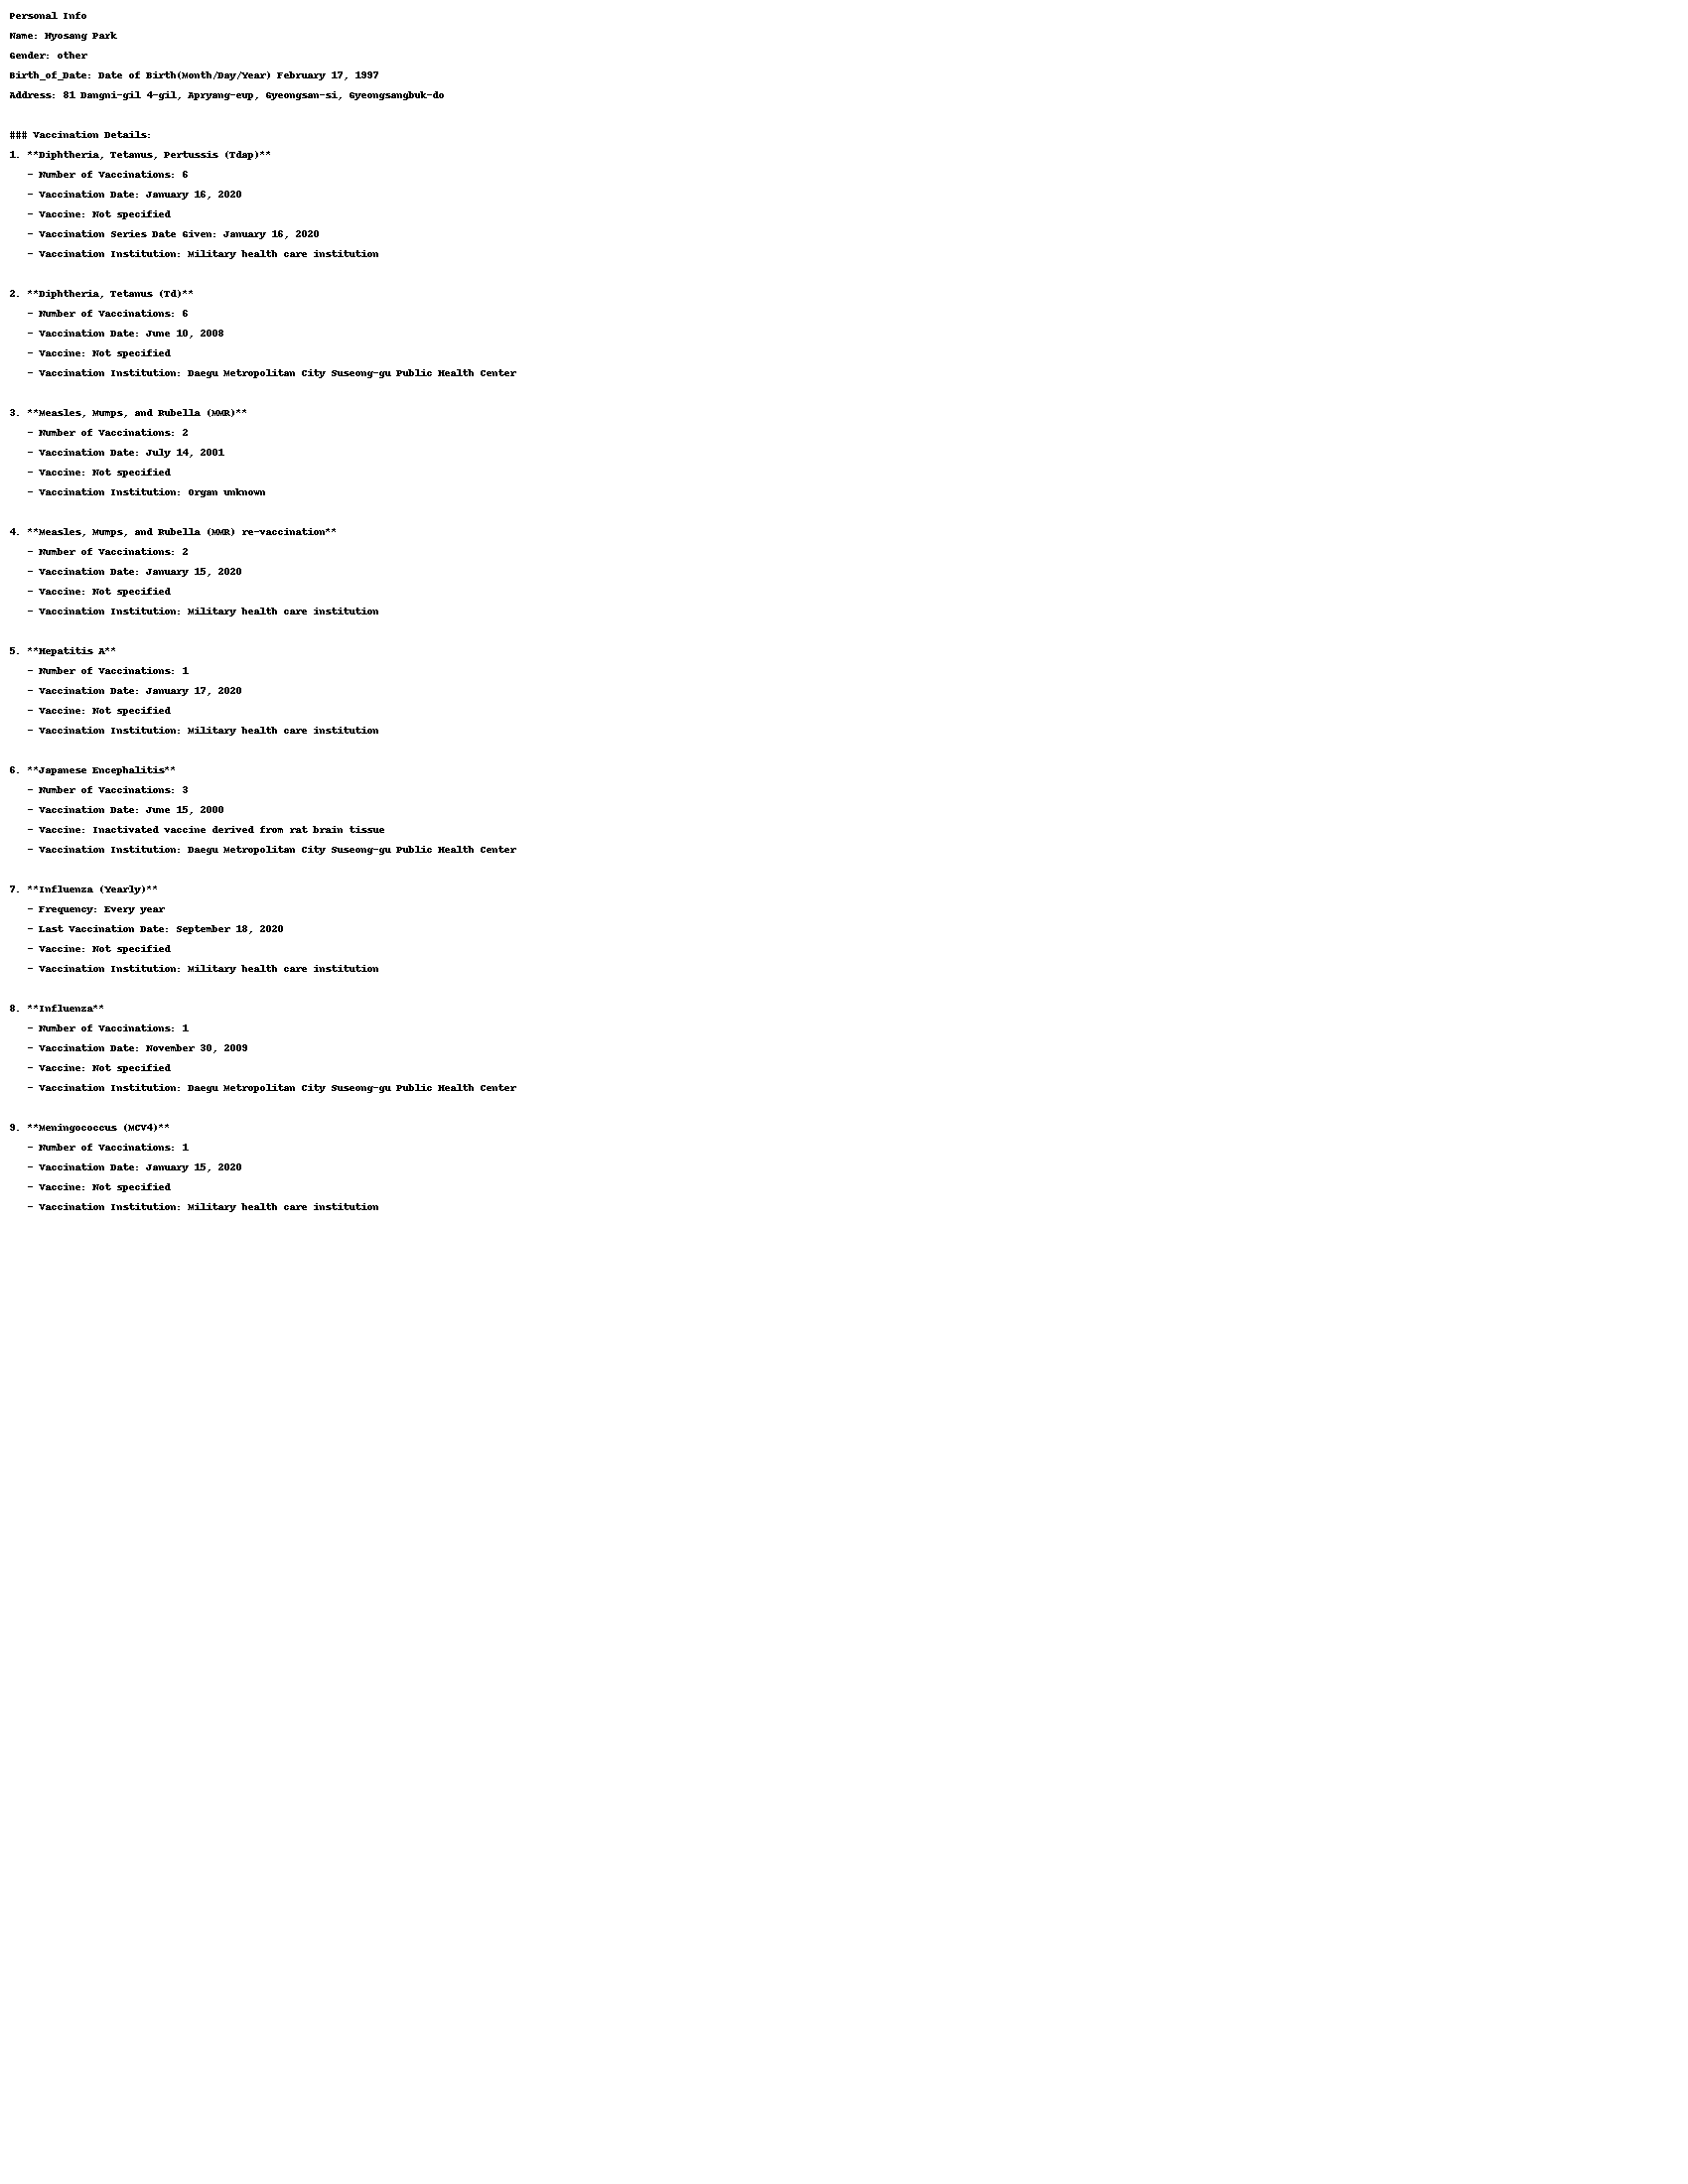 Personal Info
Name: Hyosang Park
Gender: other
Birth_of_Date: Date of Birth(Month/Day/Year) February 17, 1997
Address: 81 Dangni-gil 4-gil, Apryang-eup, Gyeongsan-si, Gyeongsangbuk-do
### Vaccination Details:
1. **Diphtheria, Tetanus, Pertussis (Tdap)**
- Number of Vaccinations: 6
- Vaccination Date: January 16, 2020
- Vaccine: Not specified
- Vaccination Series Date Given: January 16, 2020
- Vaccination Institution: Military health care institution
2. **Diphtheria, Tetanus (Td)**
- Number of Vaccinations: 6
- Vaccination Date: June 10, 2008
- Vaccine: Not specified
- Vaccination Institution: Daegu Metropolitan City Suseong-gu Public Health Center
3. **Measles, Mumps, and Rubella (MMR)**
- Number of Vaccinations: 2
- Vaccination Date: July 14, 2001
- Vaccine: Not specified
- Vaccination Institution: Organ unknown
4. **Measles, Mumps, and Rubella (MMR) re-vaccination**
- Number of Vaccinations: 2
- Vaccination Date: January 15, 2020
- Vaccine: Not specified
- Vaccination Institution: Military health care institution
5. **Hepatitis A**
- Number of Vaccinations: 1
- Vaccination Date: January 17, 2020
- Vaccine: Not specified
- Vaccination Institution: Military health care institution
6. **Japanese Encephalitis**
- Number of Vaccinations: 3
- Vaccination Date: June 15, 2000
- Vaccine: Inactivated vaccine derived from rat brain tissue
- Vaccination Institution: Daegu Metropolitan City Suseong-gu Public Health Center
7. **Influenza (Yearly)**
- Frequency: Every year
- Last Vaccination Date: September 18, 2020
- Vaccine: Not specified
- Vaccination Institution: Military health care institution
8. **Influenza**
- Number of Vaccinations: 1
- Vaccination Date: November 30, 2009
- Vaccine: Not specified
- Vaccination Institution: Daegu Metropolitan City Suseong-gu Public Health Center
9. **Meningococcus (MCV4)**
- Number of Vaccinations: 1
- Vaccination Date: January 15, 2020
- Vaccine: Not specified
- Vaccination Institution: Military health care institution